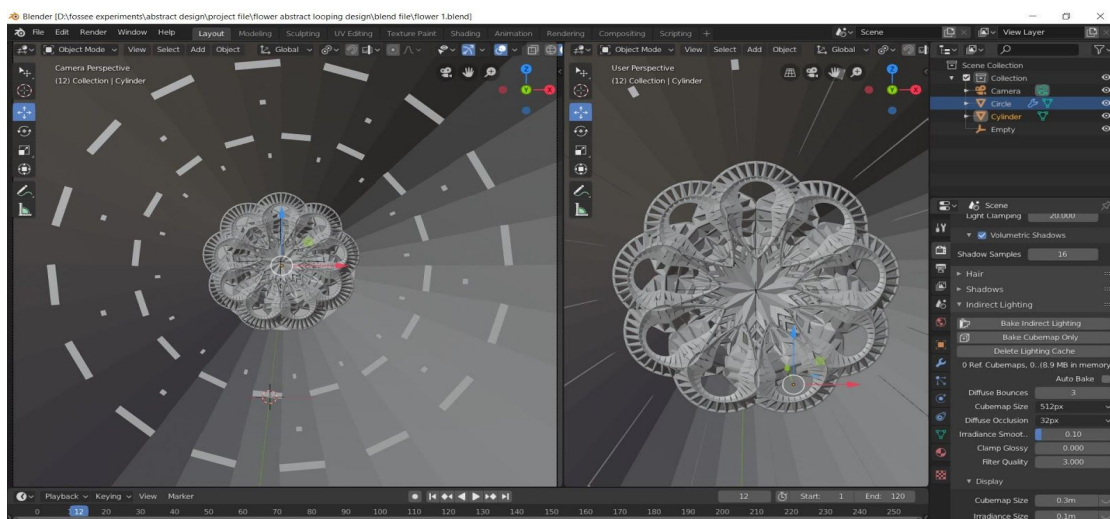 Blender [D:\fossee experiments\abstract design\project file\flower abstract looping design\blend file\flower 1.blend]
File Edit Render Window Help Layout Modeling Sculpting UV Editing Texture Paint Shading Animation Rendering Compositing Scripting + Scene View Layer
Object Mode View Select Add Object Global Object Mode View Select Add Object Global
Camera Perspective
(12) Collection | Cylinder
User Perspective
(12) Collection | Cylinder
Z
Y
X
Z
Y
X
Scene Collection
Collection
Camera
Circle
Cylinder
Empty
Scene
Light Clamping 20.000
Volumetric Shadows
Shadow Samples 16
Hair
Shadows
Indirect Lighting
Bake Indirect Lighting
Bake Cubemap Only
Delete Lighting Cache
0 Ref. Cubemaps, 0..(8.9 MB in memory
Auto Bake
Diffuse Bounces 3
Cubemap Size 512px
Diffuse Occlusion 32px
Irradiance Smoot.. 0.10
Clamp Glossy 0.000
Filter Quality 3.000
Display
Cubemap Size 0.3m
Irradiance Size 0.1m
Playback Keying View Marker 12 Start: 1 End: 120
0 12 20 30 40 50 60 70 80 90 100 110 120 130 140 150 160 170 180 190 200 210 220 230 240 250